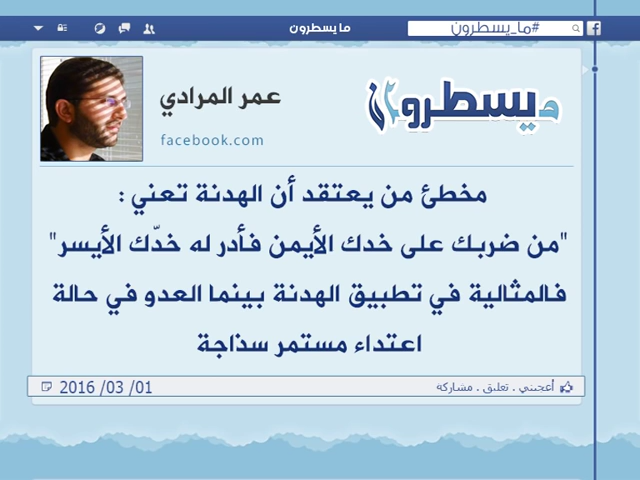 ما يسطرون
#ما_يسطرون
ما يسطرون
عمر المرادي
facebook.com
مخطئ من يعتقد أن الهدنة تعني :
"من ضربك على خدك الأيمن فأدر له خدّك الأيسر"
فالمثالية في تطبيق الهدنة بينما العدو في حالة
اعتداء مستمر سذاجة
أعجبني . تعليق . مشاركة
2016 /03 /01